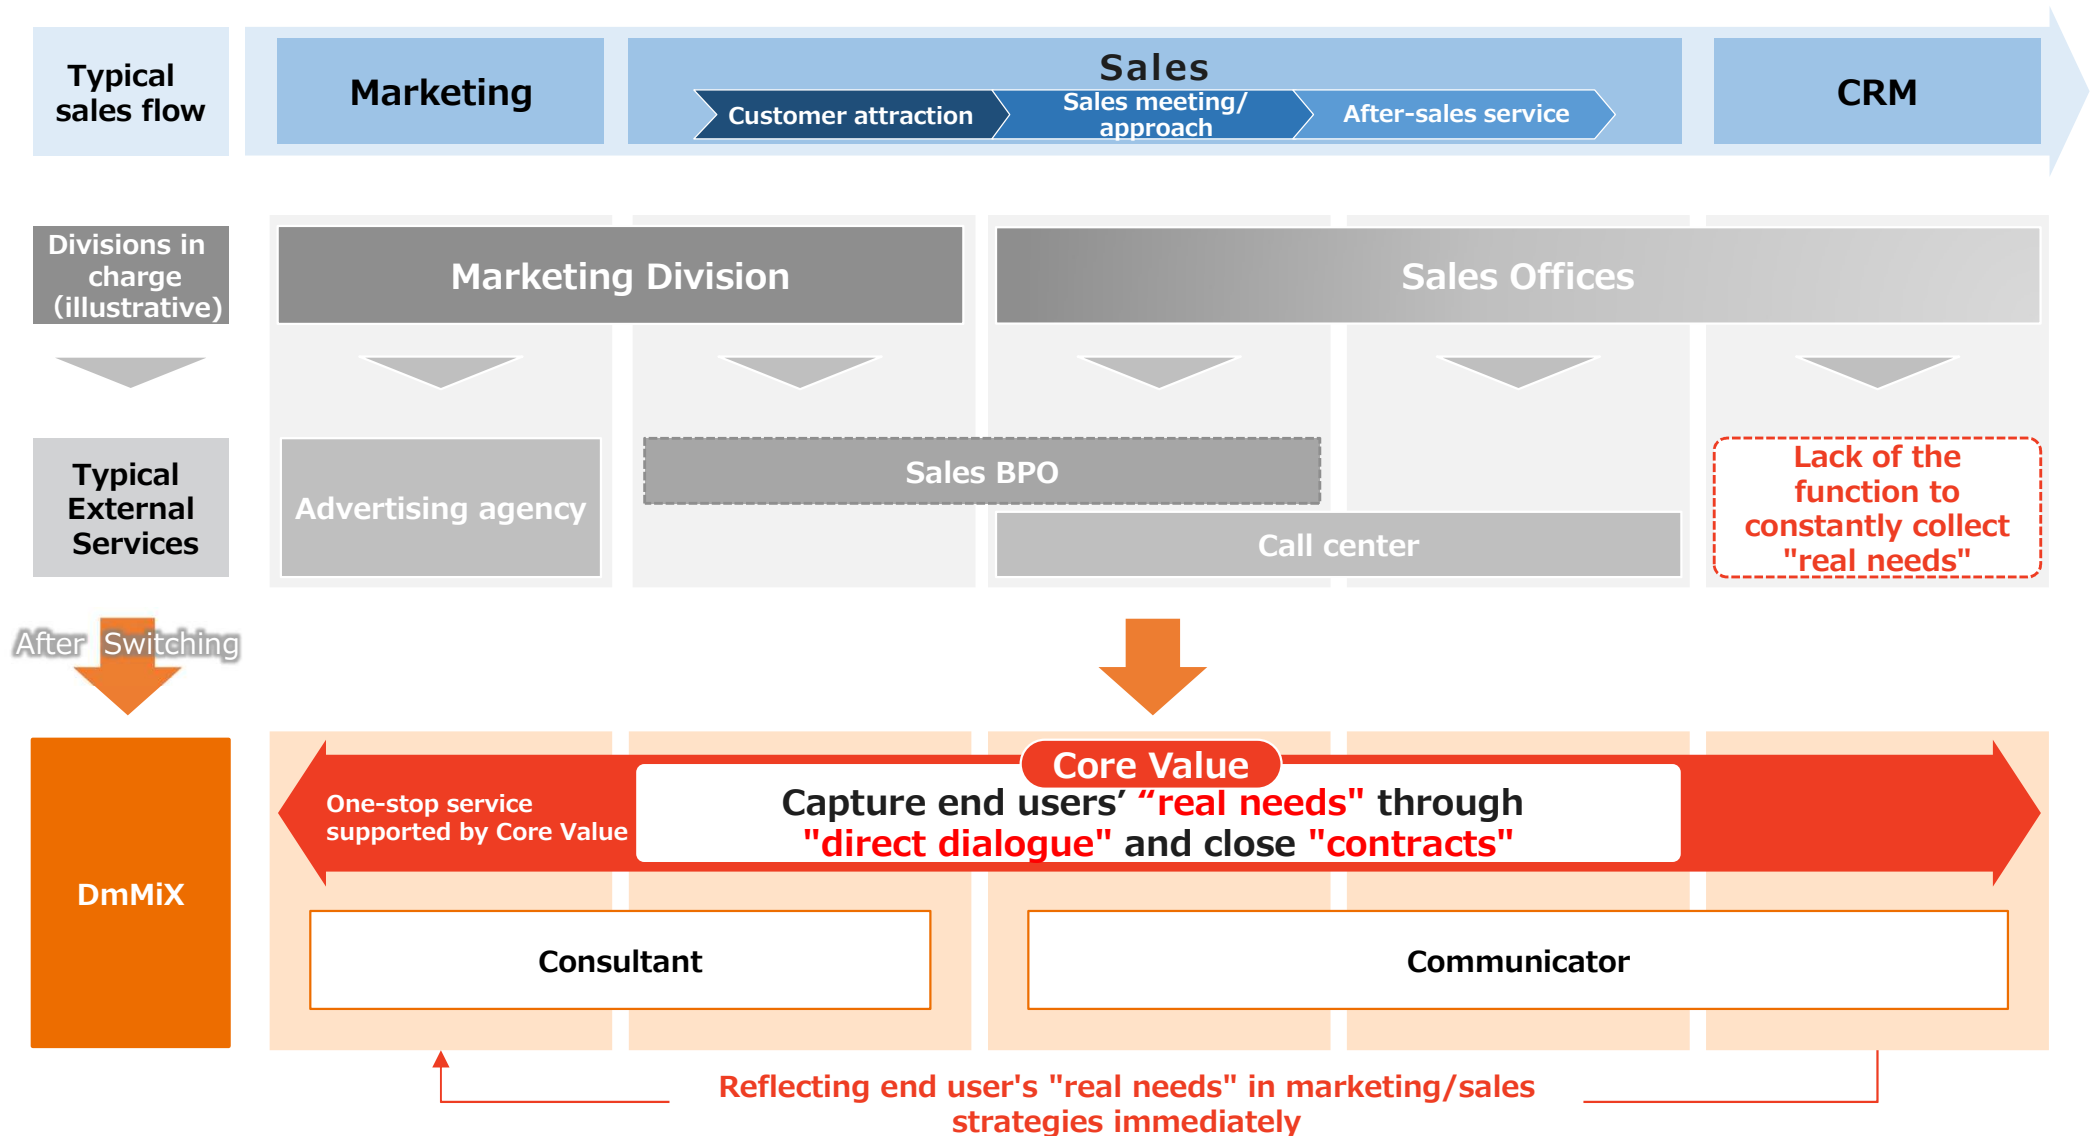 Typical
sales flow
Marketing
Sales
Customer attraction
Sales meeting/
approach
After-sales service
CRM
Divisions in
charge
(illustrative)
Marketing Division
Sales Offices
Typical
External
Services
Advertising agency
Sales BPO
Call center
Lack of the
function to
constantly collect
"real needs"
After Switching
DmMiX
One-stop service
supported by Core Value
Core Value
Capture end users’ “real needs" through
"direct dialogue" and close "contracts"
Consultant
Communicator
Reflecting end user's "real needs" in marketing/sales
strategies immediately